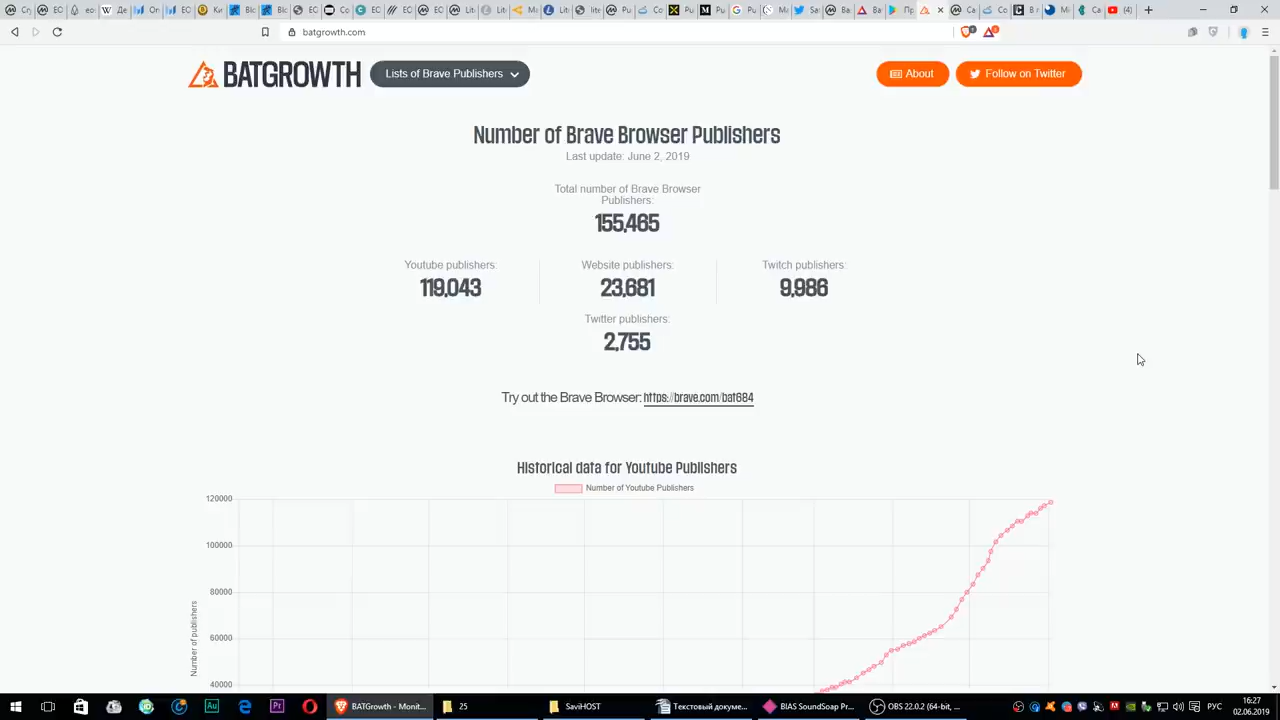 Cr
W
(4)
batgrowth.com
BATGROWTH
Lists of Brave Publishers
About
Follow on Twitter
Number of Brave Browser Publishers
Last update: June 2, 2019
Total number of Brave Browser
Publishers:
155,465
Youtube publishers:
Website publishers:
Twitch publishers:
119,043
23,681
9,986
Twitter publishers:
2,755
Try out the Brave Browser: https://brave.com/bat684
Historical data for Youtube Publishers
Number of Youtube Publishers
120000
100000
80000
60000
40000
Number of publishers
BATGrowth - Monit...
25
SaviHOST
Текстовый докуме...
BIAS SoundSoap Pr...
OBS 22.0.2 (64-bit, ...
РУС
16:27
02.06.2019